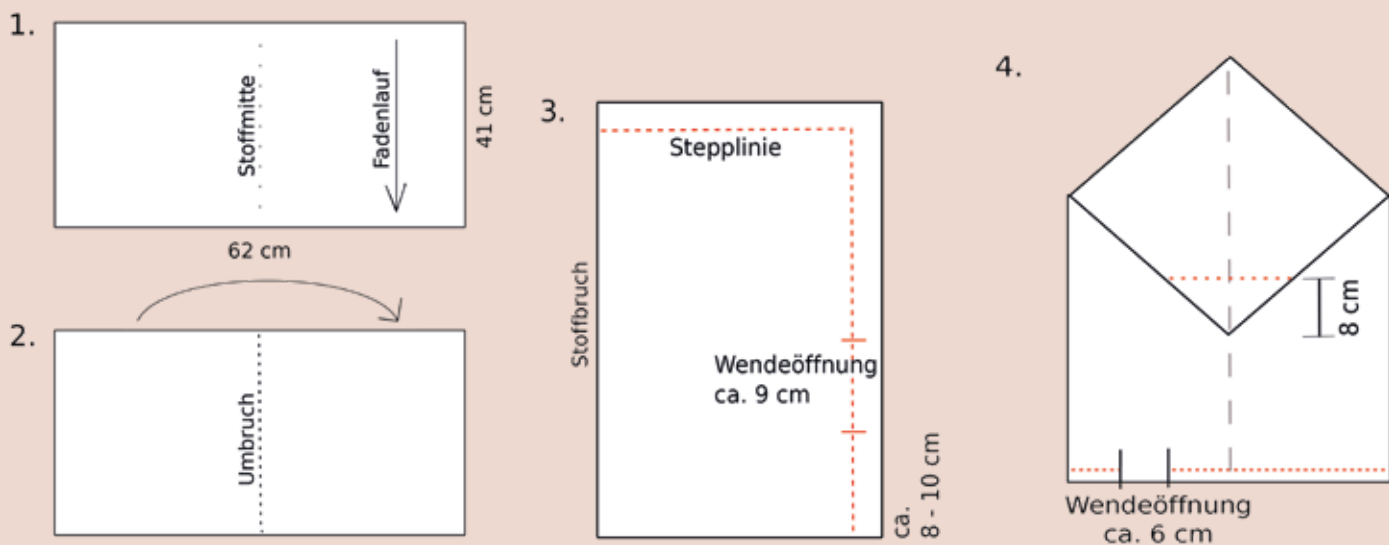 1.
Stoffmitte
Fadenlauf
41 cm
62 cm
2.
Umbruch
3.
Stepplinie
Stoffbruch
Wendeöffnung
ca. 9 cm
ca.
8 - 10 cm
4.
8 cm
Wendeöffnung
ca. 6 cm